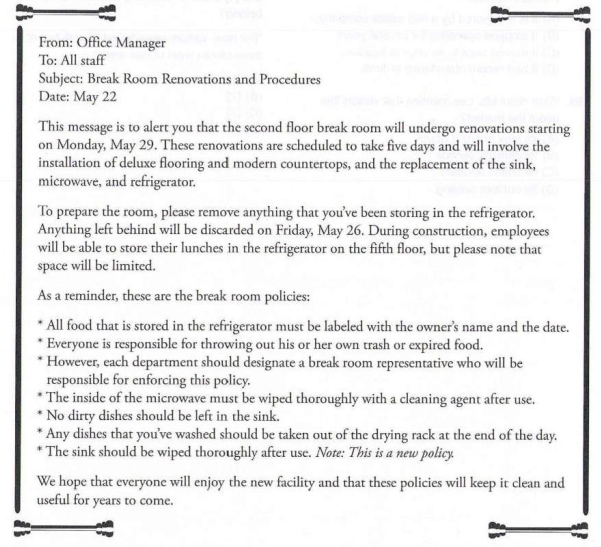 From: Office Manager
To: All staff
Subject: Break Room Renovations and Procedures
Date: May 22
This message is to alert you that the second floor break room will undergo renovations starting
on Monday, May 29. These renovations are scheduled to take five days and will involve the
installation of deluxe flooring and modern countertops, and the replacement of the sink,
microwave, and refrigerator.
To prepare the room, please remove anything that you've been storing in the refrigerator.
Anything left behind will be discarded on Friday, May 26. During construction, employees
will be able to store their lunches in the refrigerator on the fifth floor, but please note that
space will be limited.
As a reminder, these are the break room policies:
* All food that is stored in the refrigerator must be labeled with the owner's name and the date.
* Everyone is responsible for throwing out his or her own trash or expired food.
* However, each department should designate a break room representative who will be
responsible for enforcing this policy.
* The inside of the microwave must be wiped thoroughly with a cleaning agent after use.
* No dirty dishes should be left in the sink.
* Any dishes that you've washed should be taken out of the drying rack at the end of the day.
* The sink should be wiped thoroughly after use. Note: This is a new policy.
We hope that everyone will enjoy the new facility and that these policies will keep it clean and
useful for years to come.